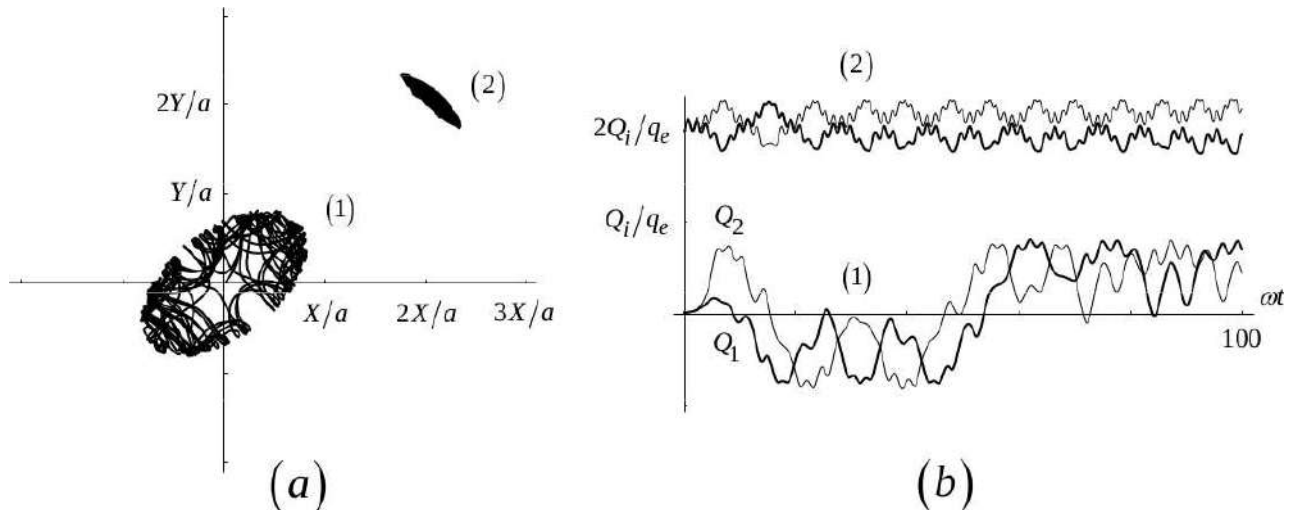 (2)
2Y/a
Y/a
(1)
X/a 2X/a 3X/a
(a)
(2)
2Q_i/q_e
Q_i/q_e
Q_2
(1)
ωt
Q_1
100
(b)